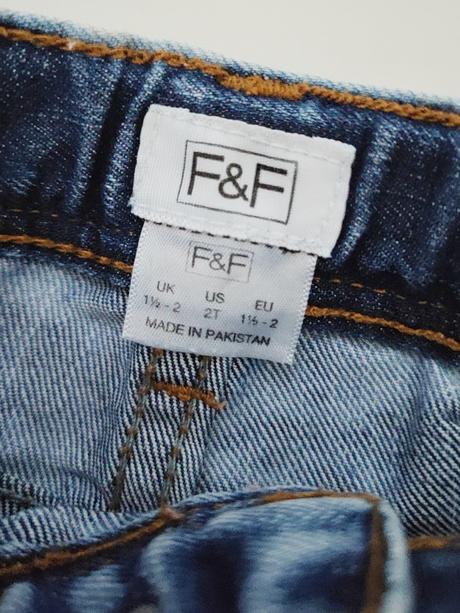 F&F
F&F
UK US EU
1½ - 2 2T 1½ - 2
MADE IN PAKISTAN